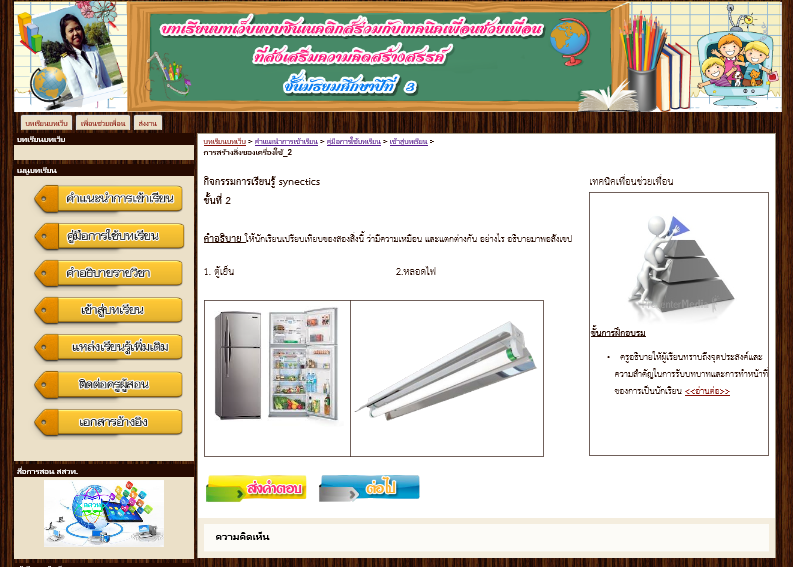 บทเรียนบทเว็บแบบซินเนคติกส์ร่วมกับเทคนิคเพื่อนช่วยเพื่อน
ที่ส่งเสริมความคิดสร้างสรรค์
ชั้นมัธยมศึกษาปีที่ 3
บทเรียนบทเว็บ
เพื่อนช่วยเพื่อน
ส่งงาน
บทเรียนบทเว็บ
เมนูบทเรียน
คำแนะนำการเข้าเรียน
คู่มือการใช้บทเรียน
คำอธิบายรายวิชา
เข้าสู่บทเรียน
แหล่งเรียนรู้เพิ่มเติม
ติดต่อครูผู้สอน
เอกสารอ้างอิง
สื่อการสอน สสวท.
บทเรียนบทเว็บ > คำแนะนำการเข้าเรียน > คู่มือการใช้บทเรียน > เข้าสู่บทเรียน >
การสร้างสิ่งของเครื่องใช้_2
กิจกรรมการเรียนรู้ synectics
ขั้นที่ 2
คำอธิบาย ให้นักเรียนเปรียบเทียบของสองสิ่งนี้ ว่ามีความเหมือน และแตกต่างกัน อย่างไร อธิบายมาพอสังเขป
1. ตู้เย็น
2.หลอดไฟ
ส่งคำตอบ
ต่อไป
เทคนิคเพื่อนช่วยเพื่อน
ขั้นการฝึกอบรม
• ครูอธิบายให้ผู้เรียนทราบถึงจุดประสงค์และ
ความสำคัญในการรับบทบาทและการทำหน้าที่
ของการเป็นนักเรียน <<อ่านต่อ>>
ความคิดเห็น